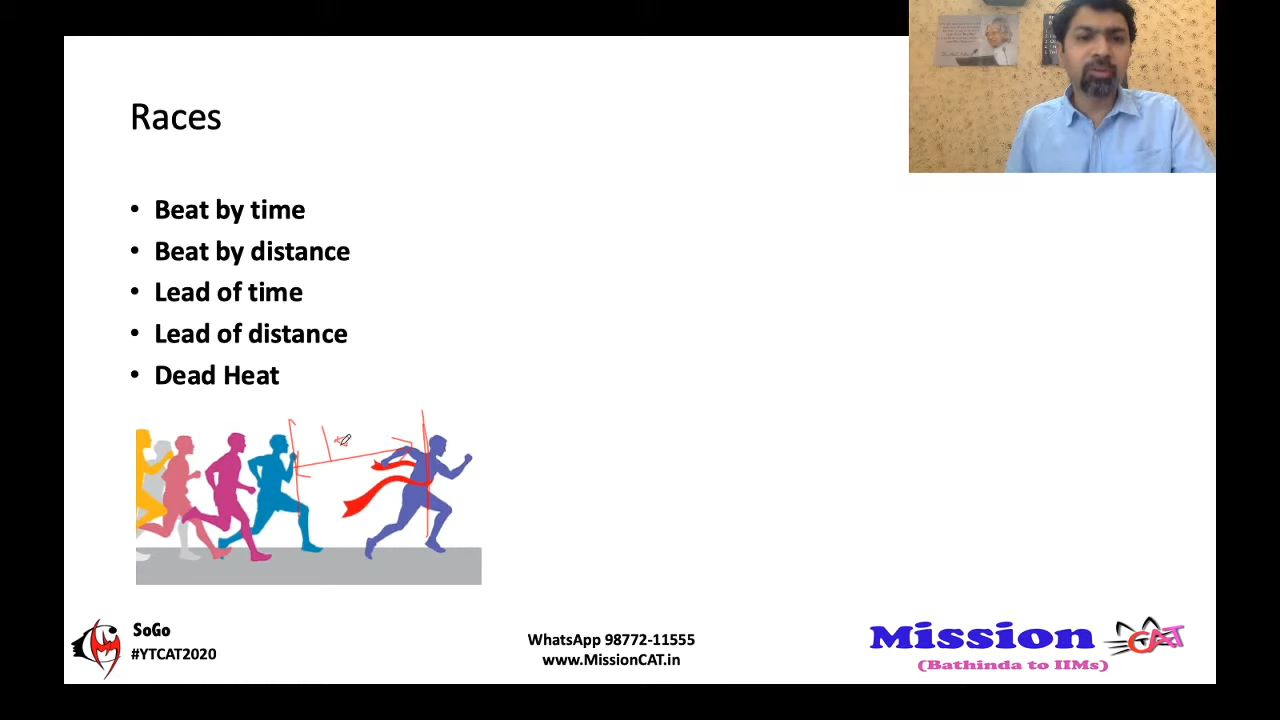 Races
• Beat by time
• Beat by distance
• Lead of time
• Lead of distance
• Dead Heat
SoGo
#YTCAT2020
WhatsApp 98772-11555
www.MissionCAT.in
Mission CAT
(Bathinda to IIMs)